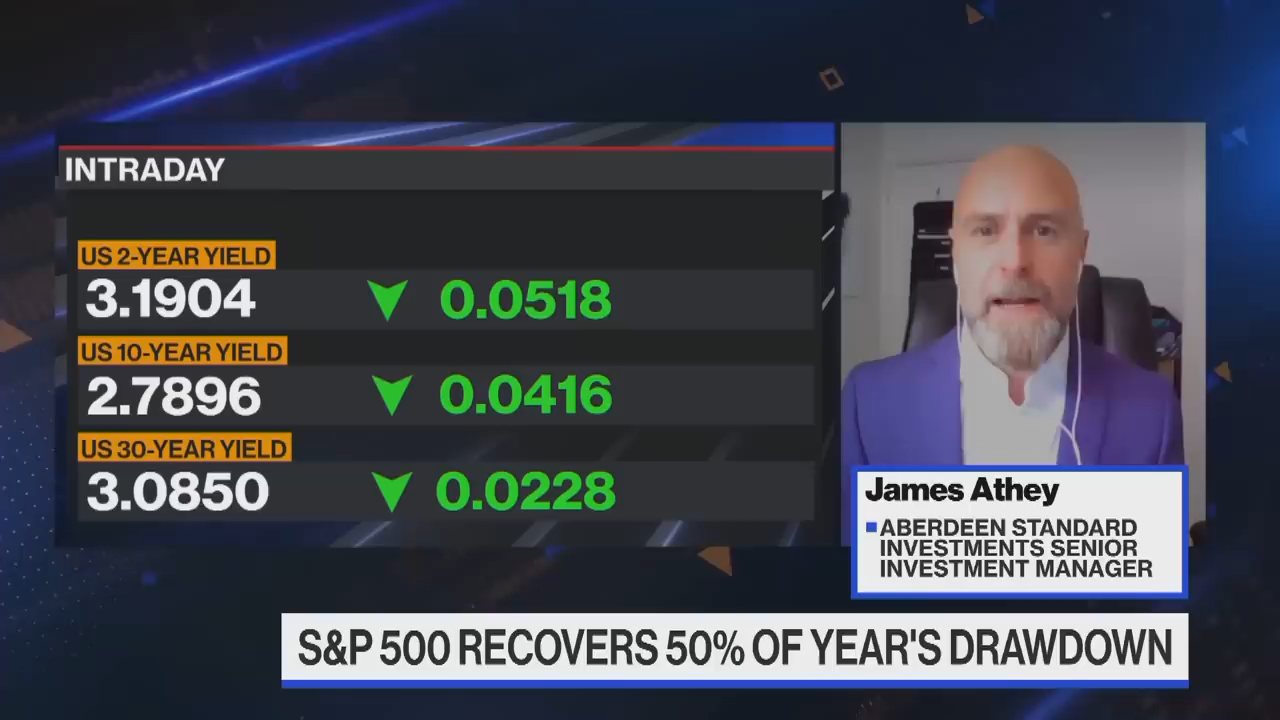 INTRADAY
US 2-YEAR YIELD
3.1904 ▼ 0.0518
US 10-YEAR YIELD
2.7896 ▼ 0.0416
US 30-YEAR YIELD
3.0850 ▼ 0.0228
James Athey
ABERDEEN STANDARD
INVESTMENTS SENIOR
INVESTMENT MANAGER
S&P 500 RECOVERS 50% OF YEAR'S DRAWDOWN